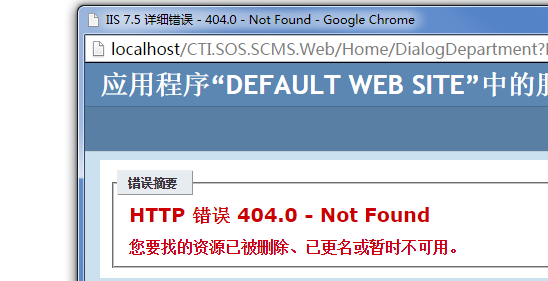 IIS 7.5 详细错误 - 404.0 - Not Found - Google Chrome
localhost/CTI.SOS.SCMS.Web/Home/DialogDepartment?
应用程序“DEFAULT WEB SITE”中的
错误摘要
HTTP 错误 404.0 - Not Found
您要找的资源已被删除、已更名或暂时不可用。